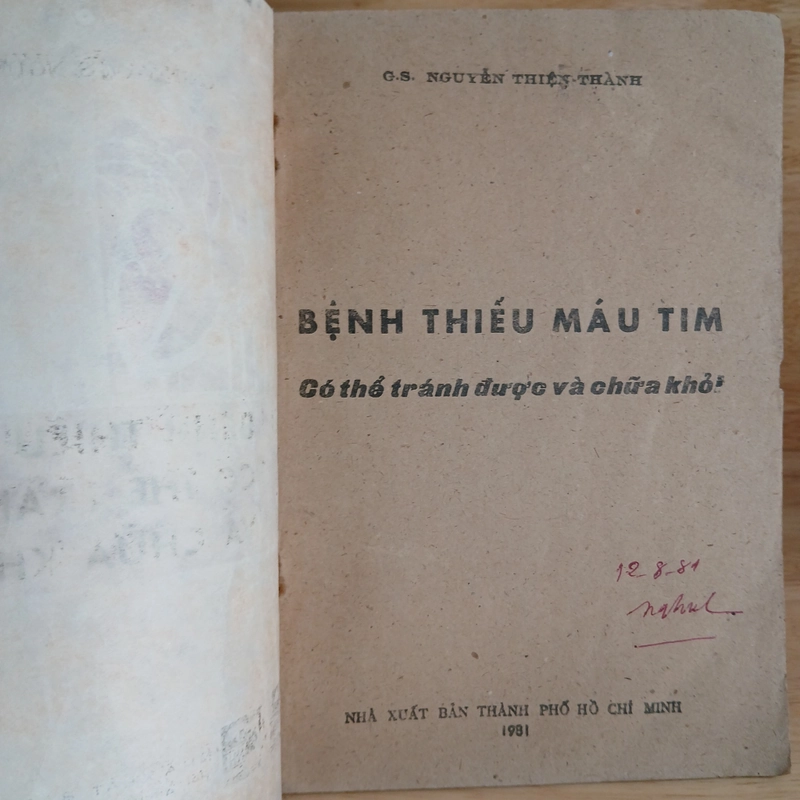 G.S. NGUYỄN THIỆN THÀNH
BỆNH THIẾU MÁU TIM
Có thể tránh được và chữa khỏi
12-8-81
NHÀ XUẤT BẢN THÀNH PHỐ HỒ CHÍ MINH
1981